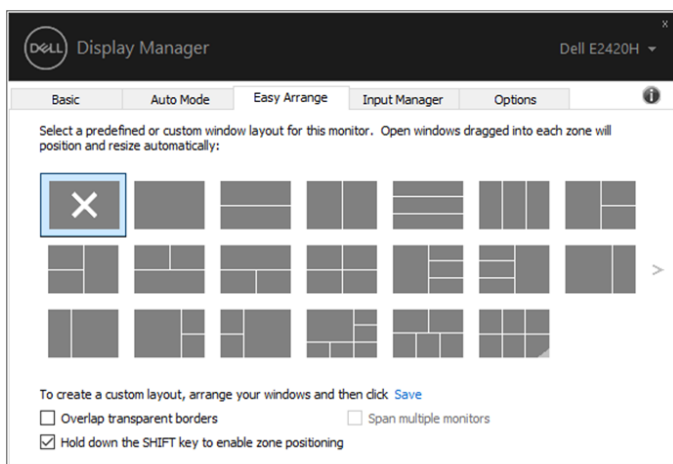 x
DELL Display Manager
Dell E2420H
Basic Auto Mode Easy Arrange Input Manager Options
Select a predefined or custom window layout for this monitor. Open windows dragged into each zone will
position and resize automatically:
To create a custom layout, arrange your windows and then click Save
Overlap transparent borders
Span multiple monitors
Hold down the SHIFT key to enable zone positioning